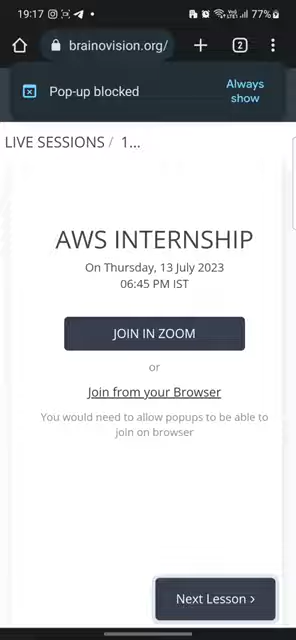 19:17
77%
brainovision.org/
2
Pop-up blocked
Always
show
LIVE SESSIONS / 1...
AWS INTERNSHIP
On Thursday, 13 July 2023
06:45 PM IST
JOIN IN ZOOM
or
Join from your Browser
You would need to allow popups to be able to
join on browser
Next Lesson >